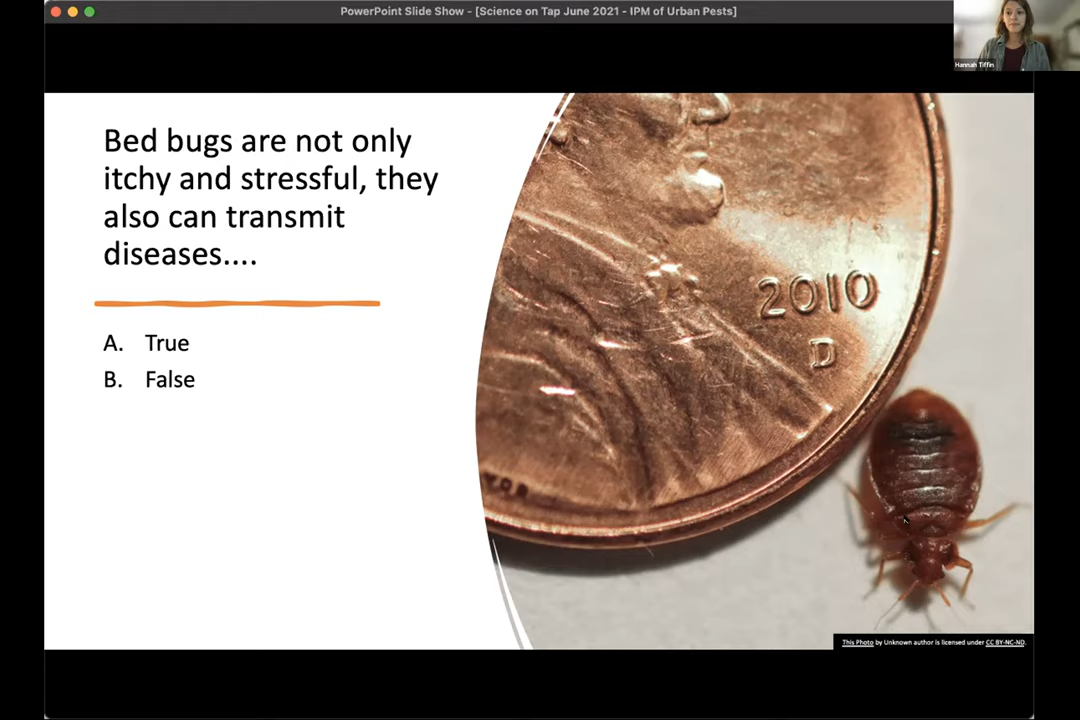 PowerPoint Slide Show - [Science on Tap June 2021 - IPM of Urban Pests]
Hannah Tiffin
Bed bugs are not only
itchy and stressful, they
also can transmit
diseases....
A. True
B. False
2010
D
This Photo by Unknown author is licensed under CC BY-NC-ND.